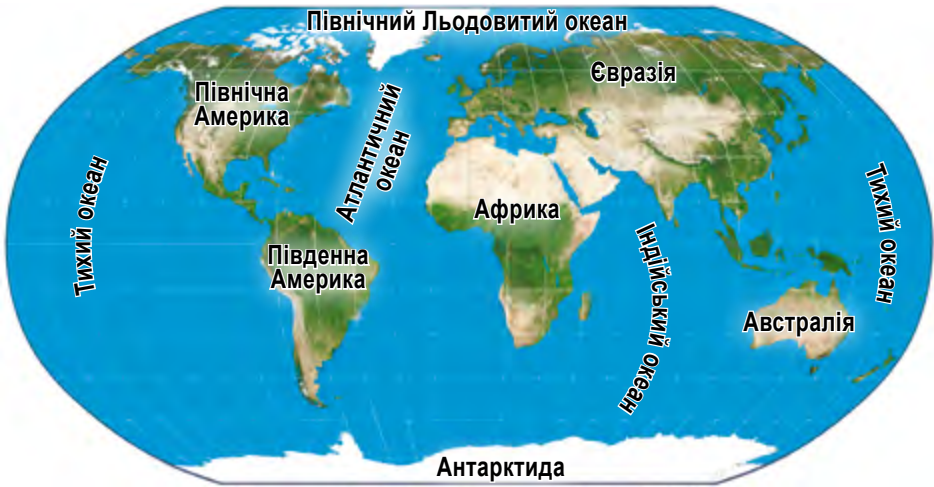 Північний Льодовитий океан
Євразія
Північна
Америка
Атлантичний
океан
Тихий океан
Тихий океан
Африка
Південна
Америка
Індійський океан
Австралія
Антарктида